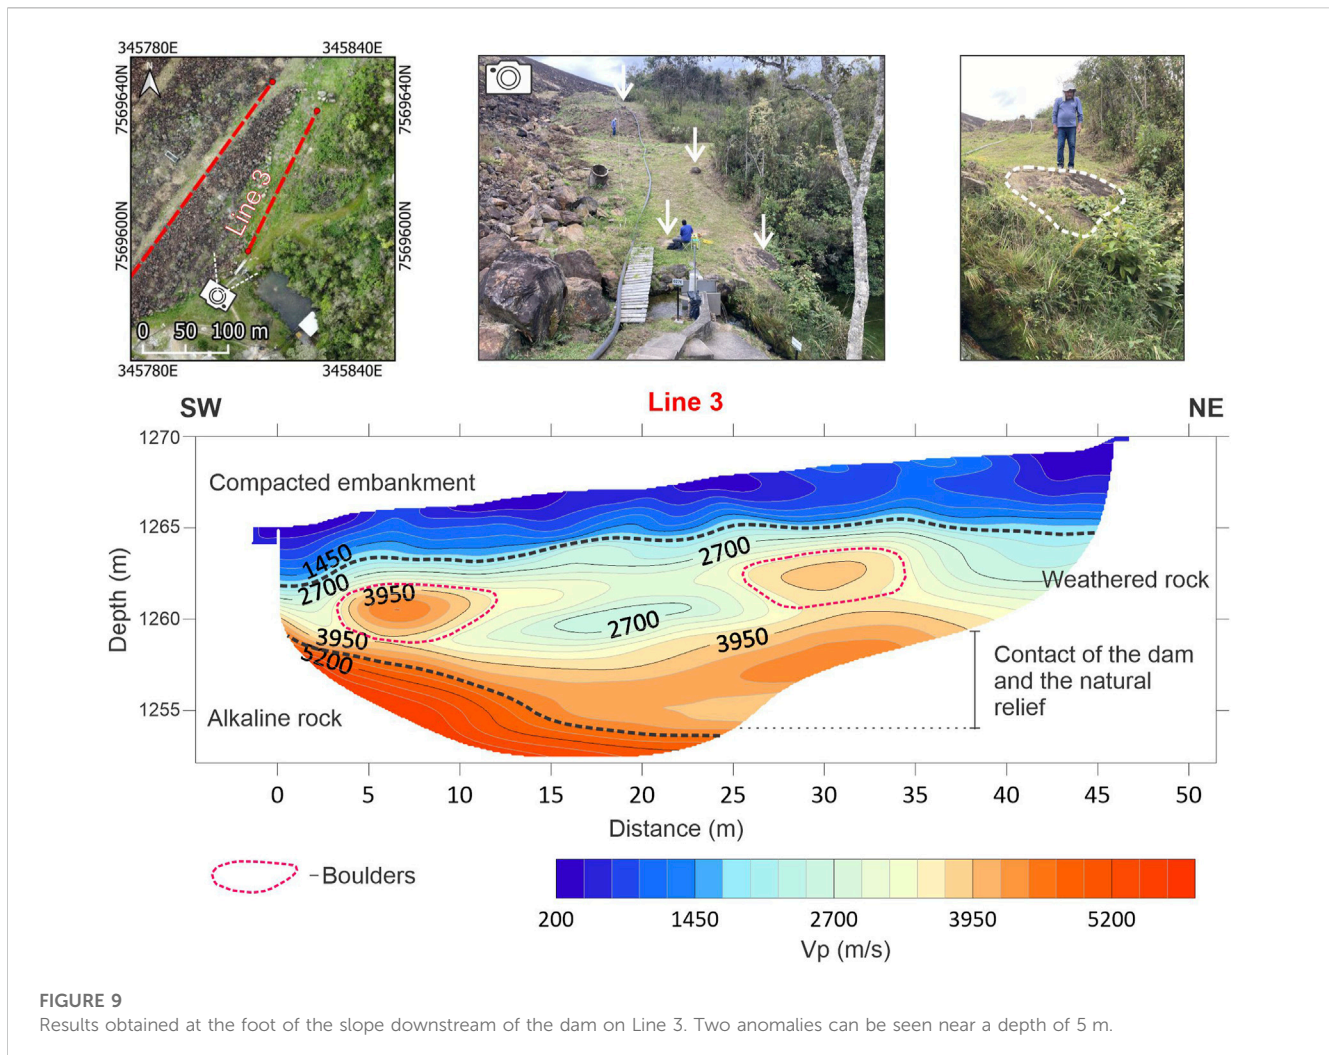 345780E 345840E
7569640N
7569640N
Line 3
7569600N
7569600N
0 50 100 m
345780E 345840E
SW Line 3 NE
1270
Compacted embankment
1265
1450
2700
2700
3950
Weathered rock
1260
2700
3950
3950
5200
Contact of the dam
and the natural
relief
Alkaline rock
1255
Depth (m)
0 5 10 15 20 25 30 35 40 45 50
Distance (m)
-Boulders
200 1450 2700 3950 5200
Vp (m/s)
FIGURE 9
Results obtained at the foot of the slope downstream of the dam on Line 3. Two anomalies can be seen near a depth of 5 m.